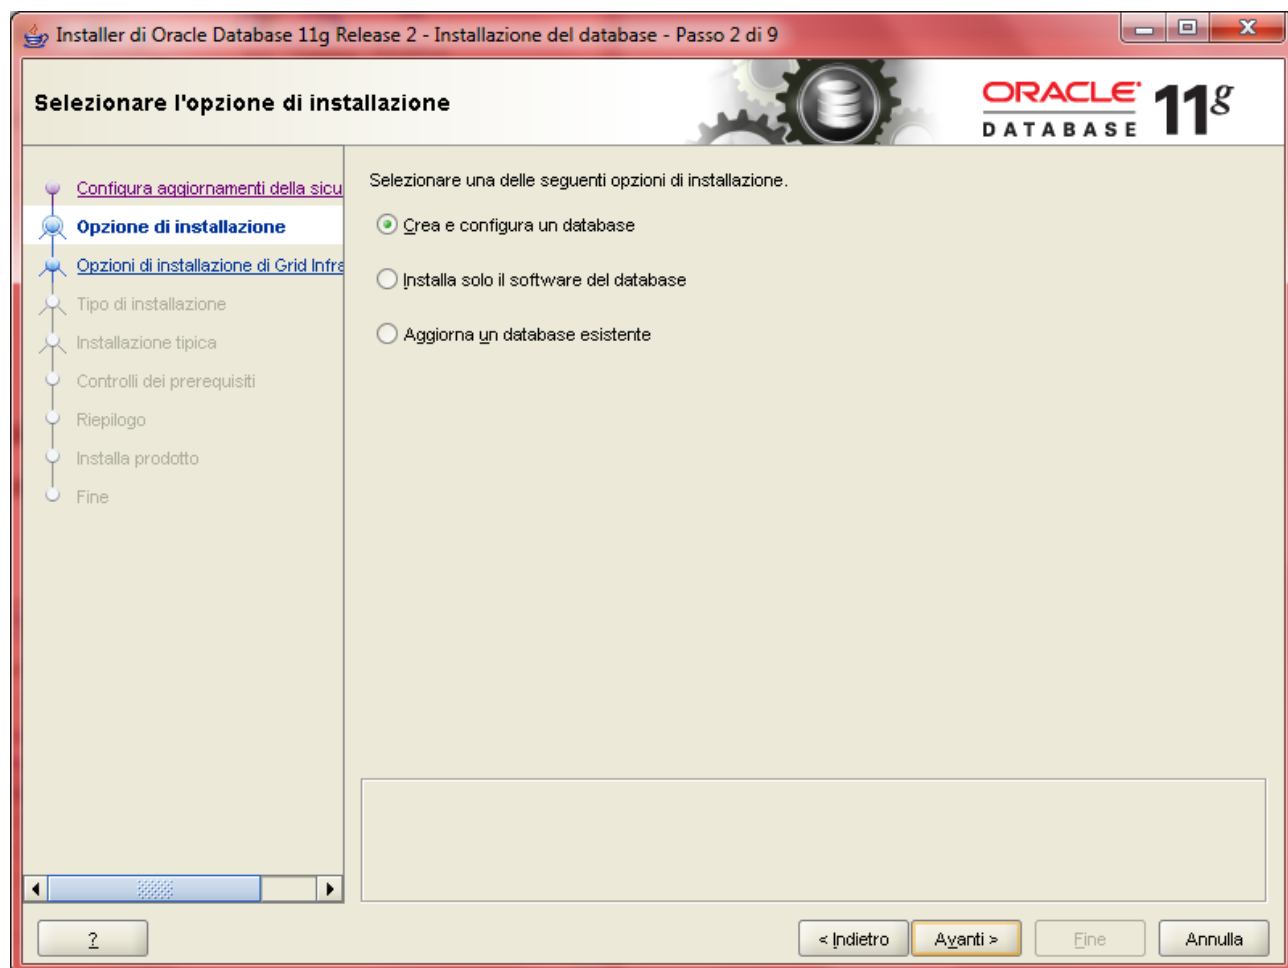 Installer di Oracle Database 11g Release 2 - Installazione del database - Passo 2 di 9
Selezionare l'opzione di installazione
ORACLE
DATABASE
11g
Configura aggiornamenti della sicu
Opzione di installazione
Opzioni di installazione di Grid Infra
Tipo di installazione
Installazione tipica
Controlli dei prerequisiti
Riepilogo
Installa prodotto
Fine
Selezionare una delle seguenti opzioni di installazione.
Crea e configura un database
Installa solo il software del database
Aggiorna un database esistente
?
< Indietro
Avanti >
Fine
Annulla